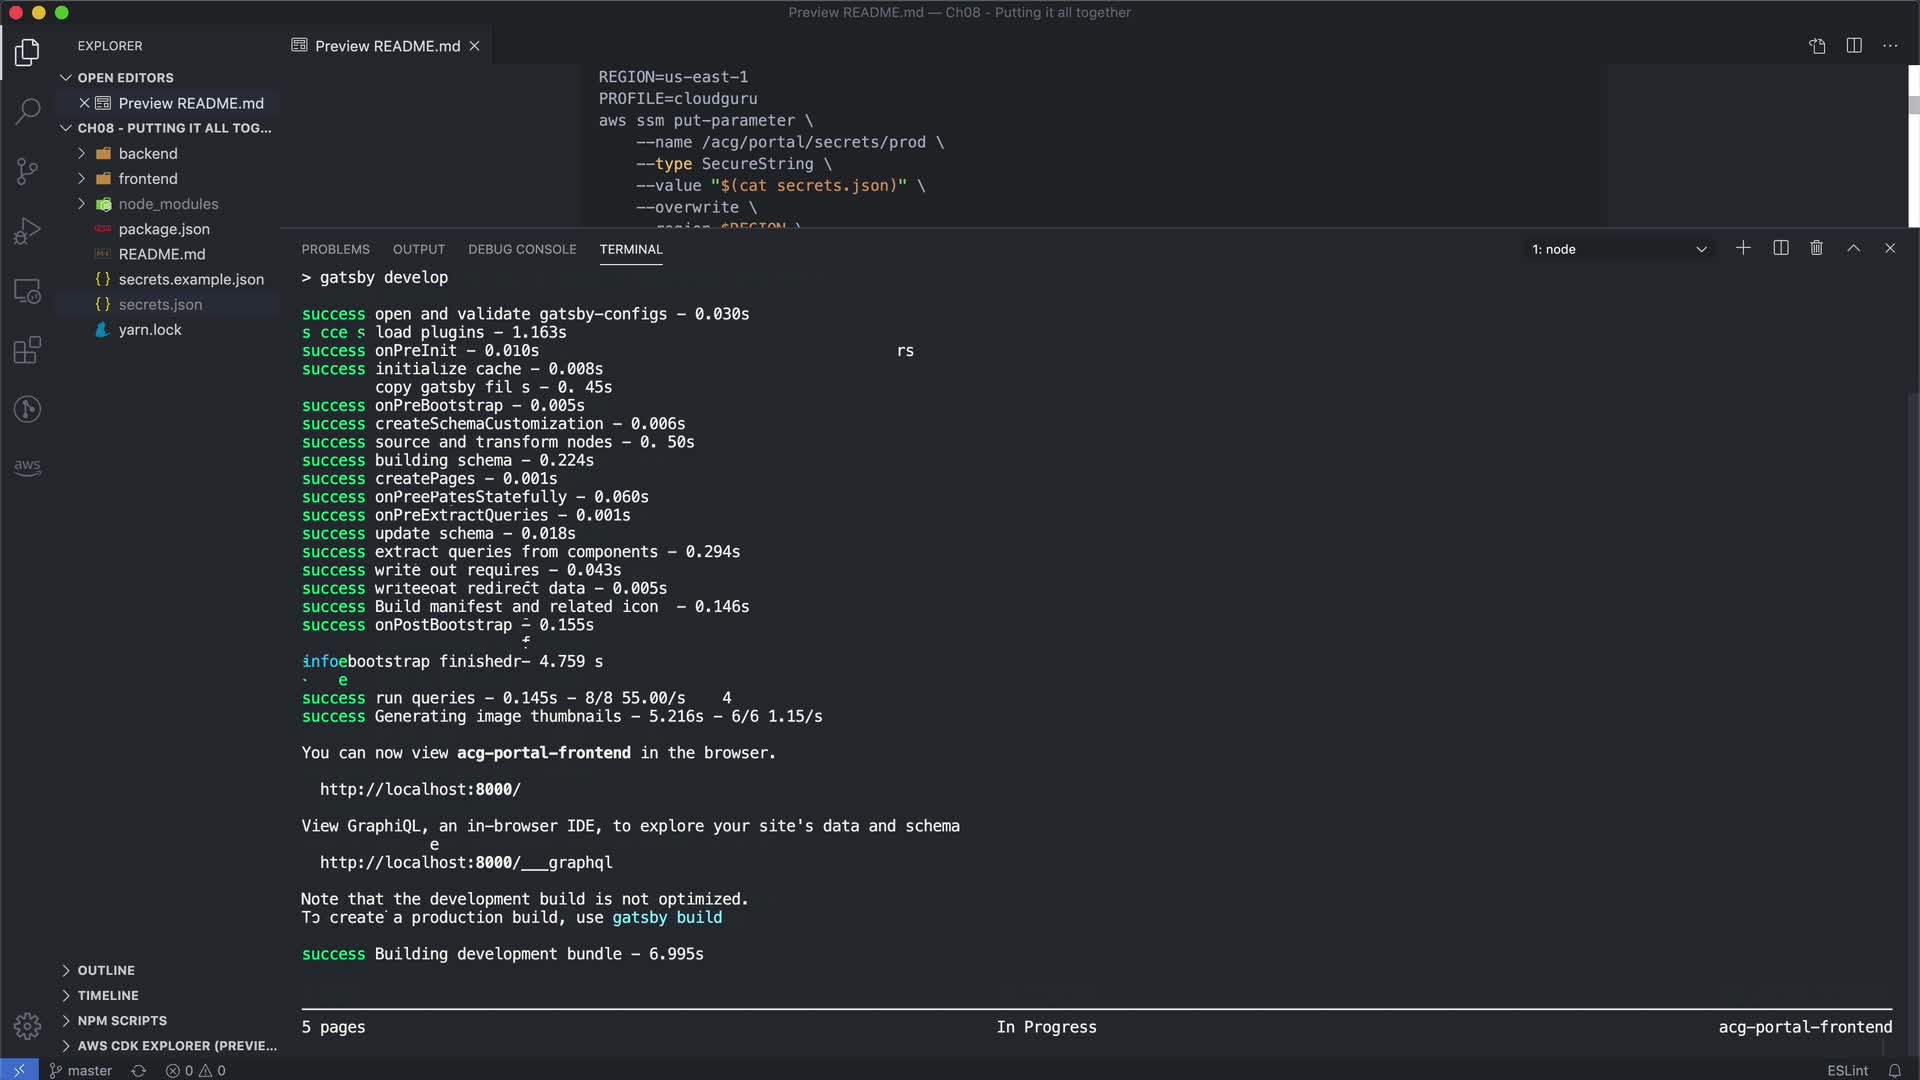 Preview README.md — Ch08 - Putting it all together
EXPLORER
OPEN EDITORS
Preview README.md
CH08 - PUTTING IT ALL TOG...
backend
frontend
node_modules
package.json
README.md
secrets.example.json
secrets.json
yarn.lock
OUTLINE
TIMELINE
NPM SCRIPTS
AWS CDK EXPLORER (PREVIE...
aws
Preview README.md
REGION=us-east-1
PROFILE=cloudguru
aws ssm put-parameter \
--name /acg/portal/secrets/prod \
--type SecureString \
--value "$(cat secrets.json)" \
--overwrite \
--region $REGION \
PROBLEMS OUTPUT DEBUG CONSOLE TERMINAL 1: node
> gatsby develop
success open and validate gatsby-configs - 0.030s
s cce s load plugins - 1.163s
success onPreInit - 0.010s rs
success initialize cache - 0.008s
copy gatsby fil s - 0. 45s
success onPreBootstrap - 0.005s
success createSchemaCustomization - 0.006s
success source and transform nodes - 0. 50s
success building schema - 0.224s
success createPages - 0.001s
success onPreePatesStatefully - 0.060s
success onPreExtractQueries - 0.001s
success update schema - 0.018s
success extract queries from components - 0.294s
success write out requires - 0.043s
success writeeoat redirect data - 0.005s
success Build manifest and related icon  - 0.146s
success onPostBootstrap - 0.155s
infoebootstrap finishedr- 4.759 s
e
success run queries - 0.145s - 8/8 55.00/s 4
success Generating image thumbnails - 5.216s - 6/6 1.15/s
You can now view acg-portal-frontend in the browser.
http://localhost:8000/
View GraphiQL, an in-browser IDE, to explore your site's data and schema
e
http://localhost:8000/___graphql
Note that the development build is not optimized.
To create a production build, use gatsby build
success Building development bundle - 6.995s
5 pages In Progress acg-portal-frontend
master 0 0 ESLint